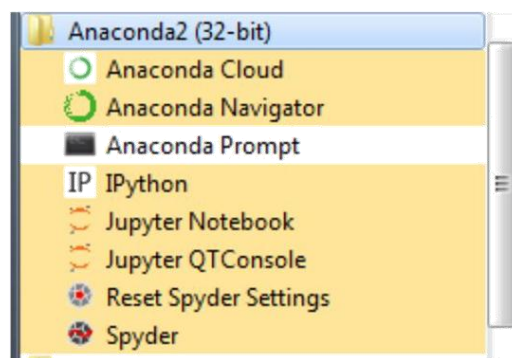 Anaconda2 (32-bit)
Anaconda Cloud
Anaconda Navigator
Anaconda Prompt
IP IPython
Jupyter Notebook
Jupyter QTConsole
Reset Spyder Settings
Spyder